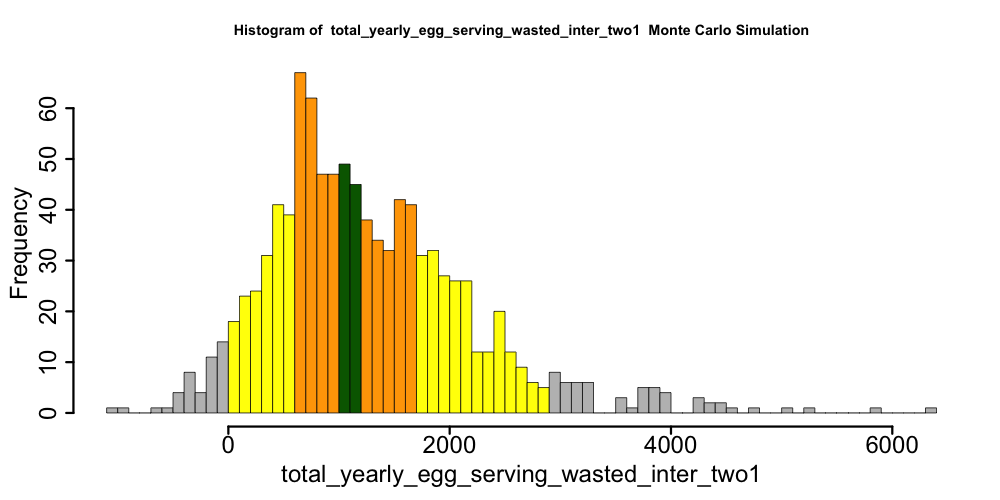 Histogram of total_yearly_egg_serving_wasted_inter_two1 Monte Carlo Simulation
60
50
40
30
20
10
0
Frequency
0 2000 4000 6000
total_yearly_egg_serving_wasted_inter_two1